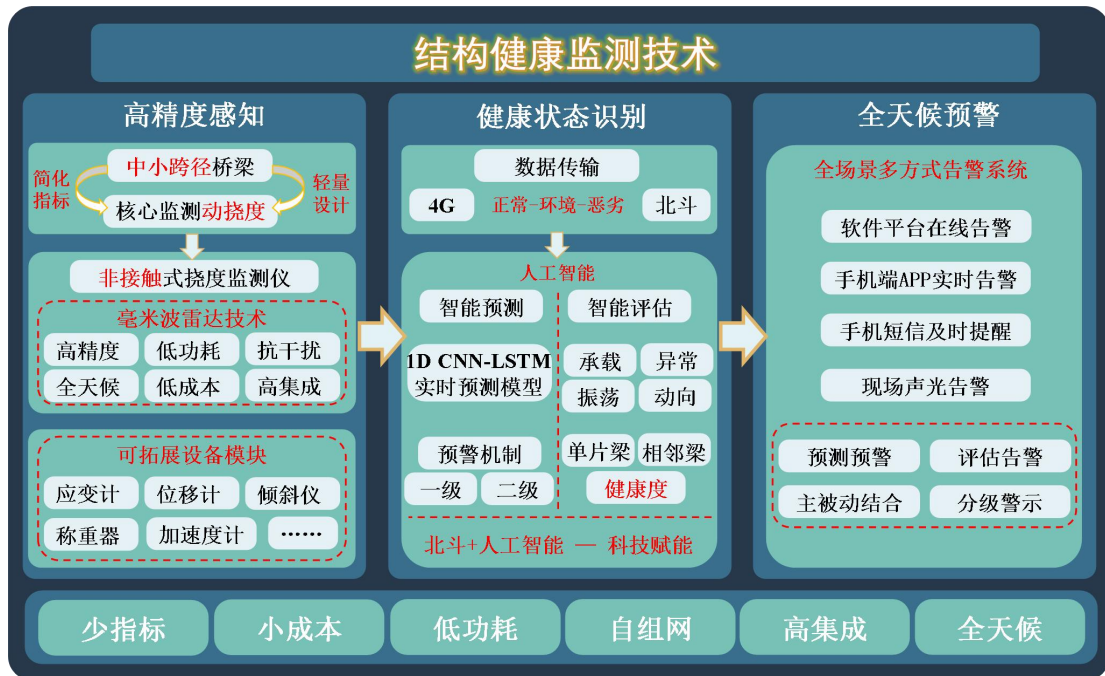 结构健康监测技术
高精度感知
中小跨径桥梁
简化
指标
轻量
设计
核心监测动挠度
非接触式挠度监测仪
毫米波雷达技术
高精度 低功耗 抗干扰
全天候 低成本 高集成
可拓展设备模块
应变计 位移计 倾斜仪
称重器 加速度计 ······
健康状态识别
数据传输
4G 正常-环境-恶劣 北斗
人工智能
智能预测
1D CNN-LSTM
实时预测模型
预警机制
一级 二级
智能评估
承载 异常
振荡 动向
单片梁 相邻梁
健康度
北斗+人工智能 — 科技赋能
全天候预警
全场景多方式告警系统
软件平台在线告警
手机端APP实时告警
手机短信及时提醒
现场声光告警
预测预警 评估告警
主被动结合 分级警示
少指标 小成本 低功耗 自组网 高集成 全天候